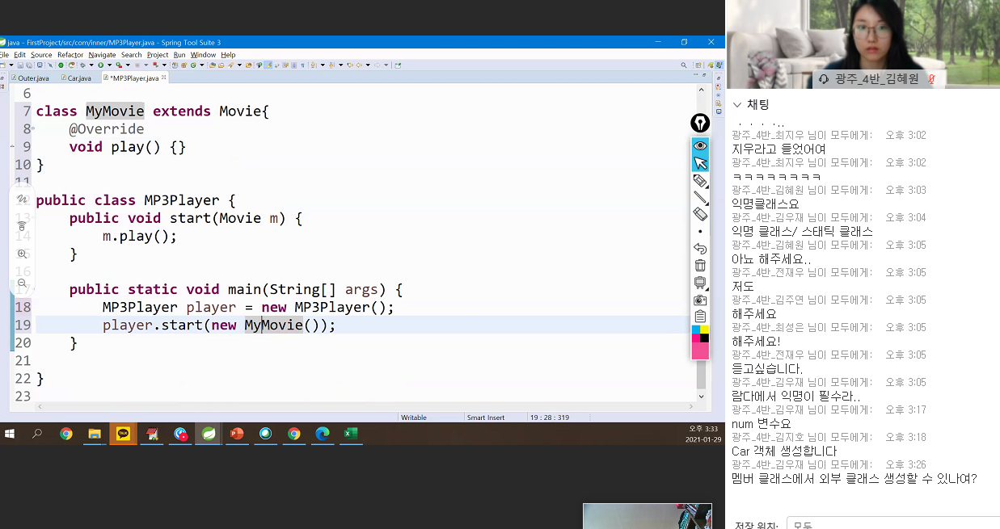 java - FirstProject/src/com/inner/MP3Player.java - Spring Tool Suite 3
File Edit Source Refactor Navigate Search Project Run Window Help
Outer.java Car.java *MP3Player.java
6
7 class MyMovie extends Movie{
8 @Override
9 void play() {}
10 }
11
12 public class MP3Player {
13 public void start(Movie m) {
14 m.play();
15 }
16
17 public static void main(String[] args) {
18 MP3Player player = new MP3Player();
19 player.start(new MyMovie());
20 }
21
22 }
23
Writable Smart Insert 19 : 28 : 319
오후 3:33
2021-01-29
광주_4반_김혜원
채팅
광주_4반_최지우 님이 모두에게: 오후 3:02
지우라고 들었어여
광주_4반_최지우 님이 모두에게: 오후 3:02
ㅋㅋㅋㅋㅋㅋㅋㅋ
광주_4반_김혜원 님이 모두에게: 오후 3:03
익명클래스요
광주_4반_김우재 님이 모두에게: 오후 3:04
익명 클래스/ 스태틱 클래스
광주_4반_김혜원 님이 모두에게: 오후 3:05
아뇨 해주세요..
광주_4반_전재우 님이 모두에게: 오후 3:05
저도
광주_4반_김주연 님이 모두에게: 오후 3:05
해주세요
광주_4반_최성은 님이 모두에게: 오후 3:05
해주세요!
광주_4반_전재우 님이 모두에게: 오후 3:05
듣고싶습니다.
광주_4반_김우재 님이 모두에게: 오후 3:05
람다에서 익명이 필수라..
광주_4반_김우재 님이 모두에게: 오후 3:17
num 변수요
광주_4반_김지호 님이 모두에게: 오후 3:18
Car 객체 생성합니다
광주_4반_김우재 님이 모두에게: 오후 3:26
멤버 클래스에서 외부 클래스 생성할 수 있나여?
저장 위치: 모두